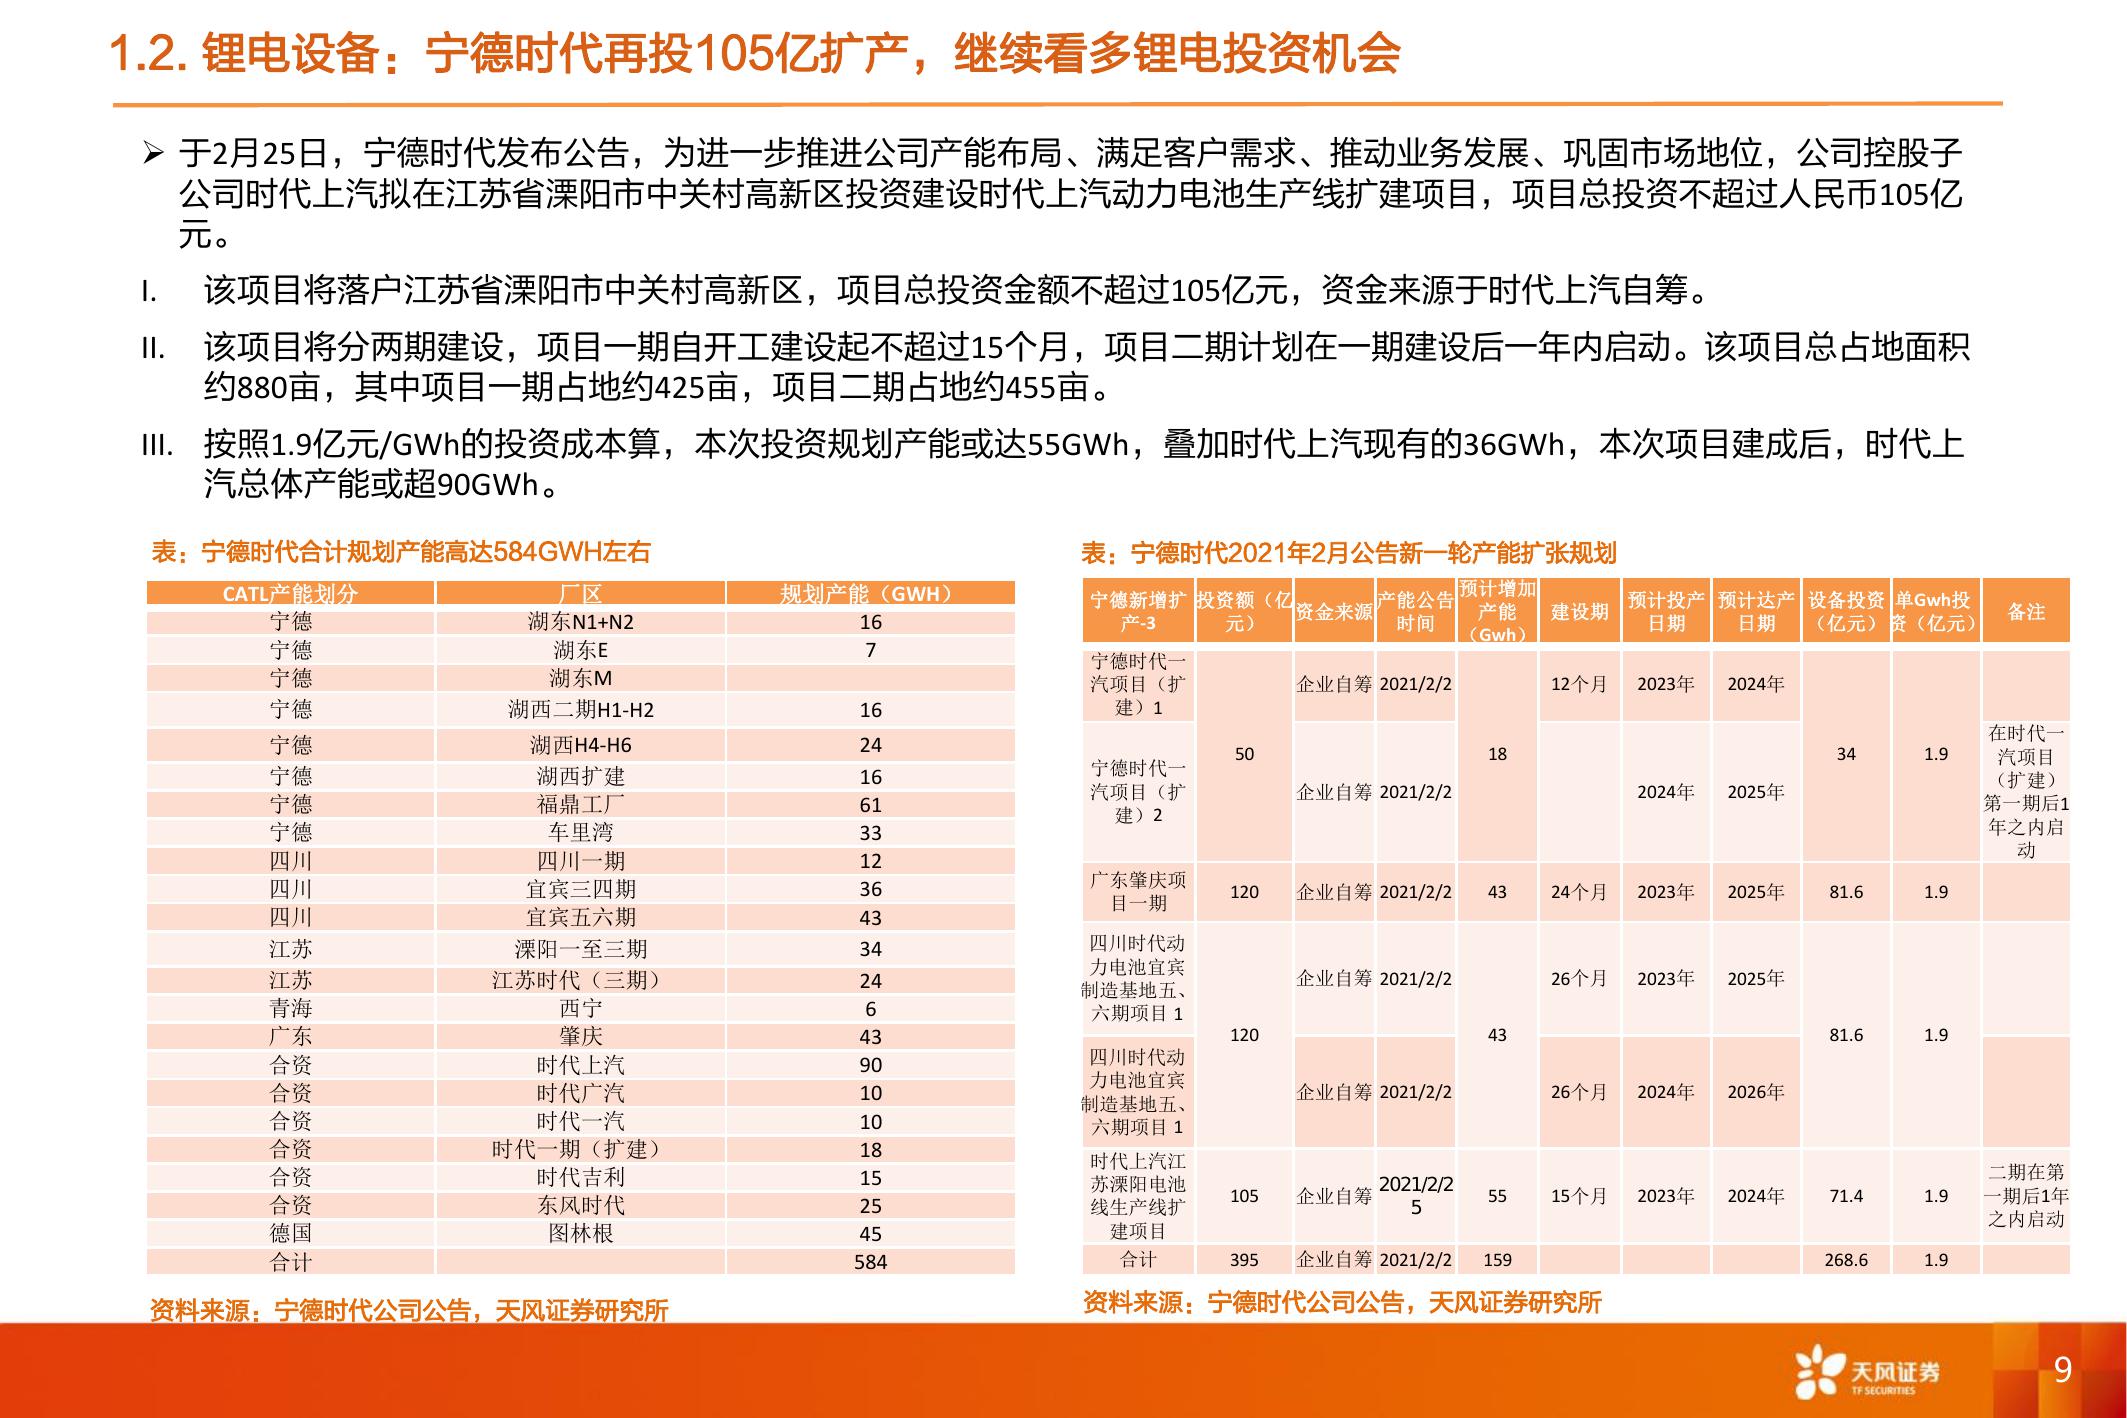 1.2. 锂电设备：宁德时代再投105亿扩产，继续看多锂电投资机会
➢ 于2月25日，宁德时代发布公告，为进一步推进公司产能布局、满足客户需求、推动业务发展、巩固市场地位，公司控股子
公司时代上汽拟在江苏省溧阳市中关村高新区投资建设时代上汽动力电池生产线扩建项目，项目总投资不超过人民币105亿
元。
I. 该项目将落户江苏省溧阳市中关村高新区，项目总投资金额不超过105亿元，资金来源于时代上汽自筹。
II. 该项目将分两期建设，项目一期自开工建设起不超过15个月，项目二期计划在一期建设后一年内启动。该项目总占地面积
约880亩，其中项目一期占地约425亩，项目二期占地约455亩。
III. 按照1.9亿元/GWh的投资成本算，本次投资规划产能或达55GWh，叠加时代上汽现有的36GWh，本次项目建成后，时代上
汽总体产能或超90GWh。
表：宁德时代合计规划产能高达584GWH左右
CATL产能划分 厂区 规划产能（GWH）
宁德 湖东N1+N2 16
宁德 湖东E 7
宁德 湖东M
宁德 湖西二期H1-H2 16
宁德 湖西H4-H6 24
宁德 湖西扩建 16
宁德 福鼎工厂 61
宁德 车里湾 33
四川 四川一期 12
四川 宜宾三四期 36
四川 宜宾五六期 43
江苏 溧阳一至三期 34
江苏 江苏时代（三期） 24
青海 西宁 6
广东 肇庆 43
合资 时代上汽 90
合资 时代广汽 10
合资 时代一汽 10
合资 时代一期（扩建） 18
合资 时代吉利 15
合资 东风时代 25
德国 图林根 45
合计 584
资料来源：宁德时代公司公告，天风证券研究所
表：宁德时代2021年2月公告新一轮产能扩张规划
宁德新增扩
产-3
投资额（亿
元）
资金来源
产能公告
时间
预计增加
产能
（Gwh）
建设期
预计投产
日期
预计达产
日期
设备投资
（亿元）
单Gwh投
资（亿元）
备注
宁德时代一
汽项目（扩
建）1
50
企业自筹 2021/2/2
18
12个月 2023年 2024年
34
1.9
宁德时代一
汽项目（扩
建）2
企业自筹 2021/2/2
2024年 2025年
在时代一
汽项目
（扩建）
第一期后1
年之内启
动
广东肇庆项
目一期
120 企业自筹 2021/2/2 43 24个月 2023年 2025年 81.6 1.9
四川时代动
力电池宜宾
制造基地五、
六期项目 1
120
企业自筹 2021/2/2
43
26个月 2023年 2025年
81.6
1.9
四川时代动
力电池宜宾
制造基地五、
六期项目 1
企业自筹 2021/2/2
26个月 2024年 2026年
时代上汽江
苏溧阳电池
线生产线扩
建项目
105 企业自筹
2021/2/2
5
55 15个月 2023年 2024年 71.4 1.9
二期在第
一期后1年
之内启动
合计 395 企业自筹 2021/2/2 159 268.6 1.9
资料来源：宁德时代公司公告，天风证券研究所
天风证券
TF SECURITIES
9